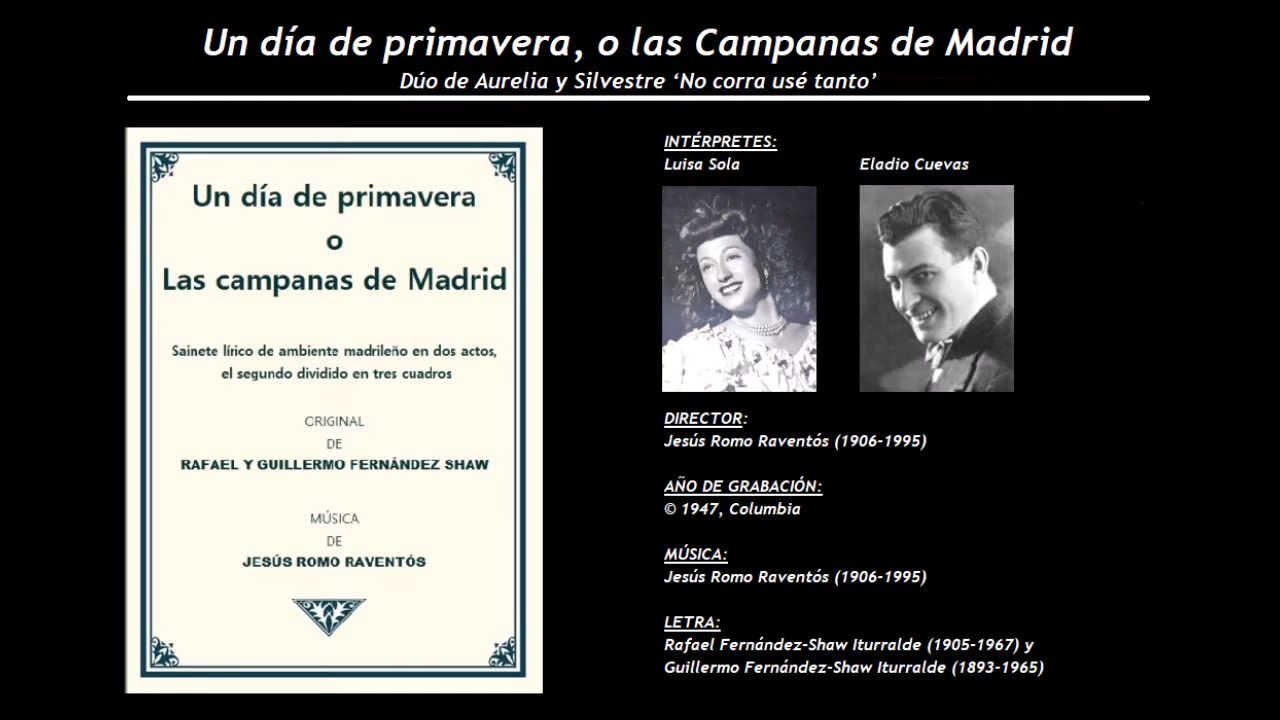 Un día de primavera, o las Campanas de Madrid
Dúo de Aurelia y Silvestre ‘No corra usé tanto’
Un día de primavera
o
Las campanas de Madrid
Sainete lírico de ambiente madrileño en dos actos,
el segundo dividido en tres cuadros
ORIGINAL
DE
RAFAEL Y GUILLERMO FERNÁNDEZ SHAW
MÚSICA
DE
JESÚS ROMO RAVENTÓS
INTÉRPRETES:
Luisa Sola
Eladio Cuevas
DIRECTOR:
Jesús Romo Raventós (1906-1995)
AÑO DE GRABACIÓN:
© 1947, Columbia
MÚSICA:
Jesús Romo Raventós (1906-1995)
LETRA:
Rafael Fernández-Shaw Iturralde (1905-1967) y
Guillermo Fernández-Shaw Iturralde (1893-1965)